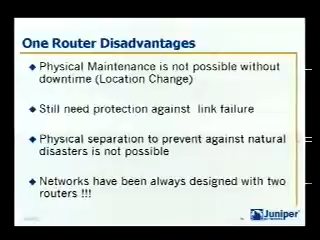 One Router Disadvantages
Physical Maintenance is not possible without
downtime (Location Change)
Still need protection against link failure
Physical separation to prevent against natural
disasters is not possible
Networks have been always designed with two
routers !!!
Juniper